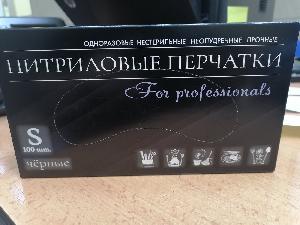 ОДНОРАЗОВЫЕ НЕСТЕРИЛЬНЫЕ НЕОПУДРЕННЫЕ ПРОЧНЫЕ
НИТРИЛОВЫЕ ПЕРЧАТКИ
For professionals
S
100 шт.
чёрные